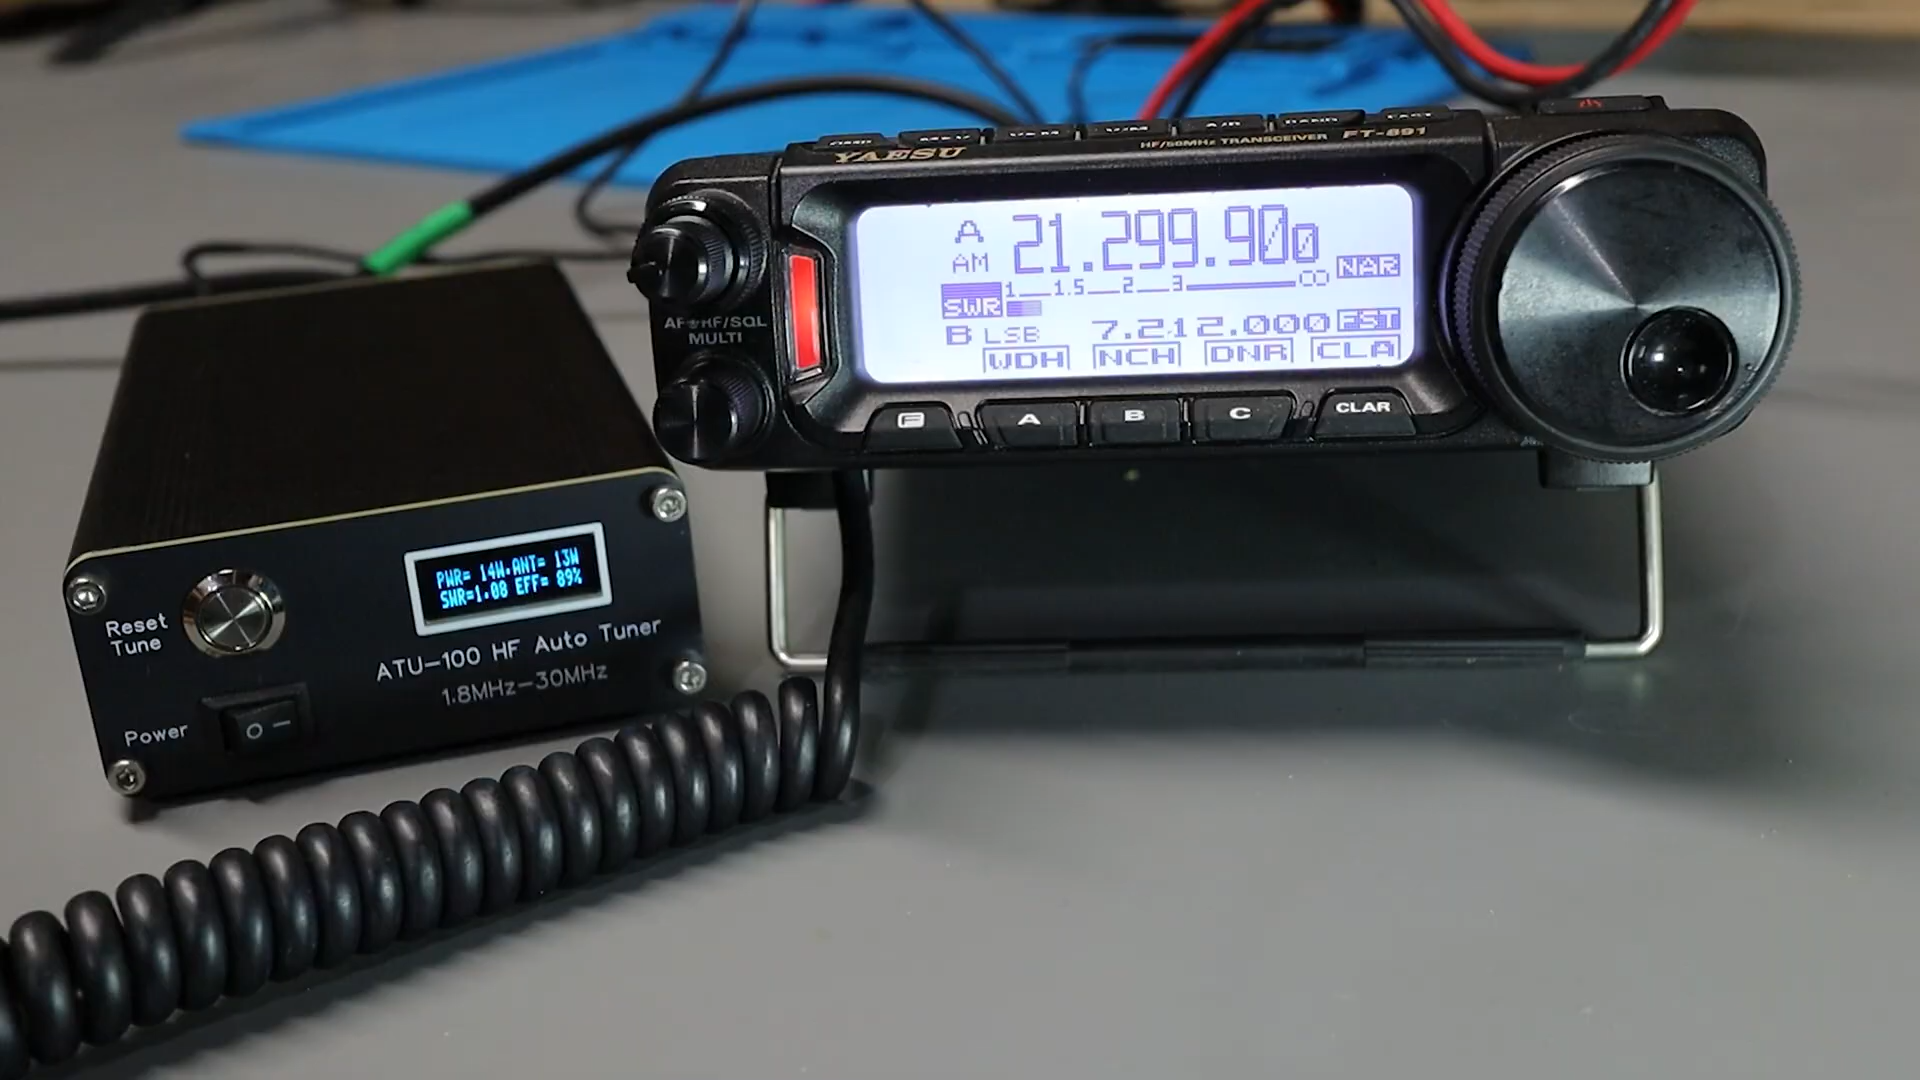 YAESU
HF/50MHz TRANSCEIVER FT-891
A
AM
21.299.900
NAR
SWR
1 1.5 2 3 ∞
B LSB 7.212.000 FST
WDH NCH DNR CLA
F A B C CLAR
AF RF/SQL
MULTI
PWR= 14W.ANT= 13W
SWR=1.08 EFF= 89%
Reset
Tune
ATU-100 HF Auto Tuner
1.8MHz-30MHz
Power
O –